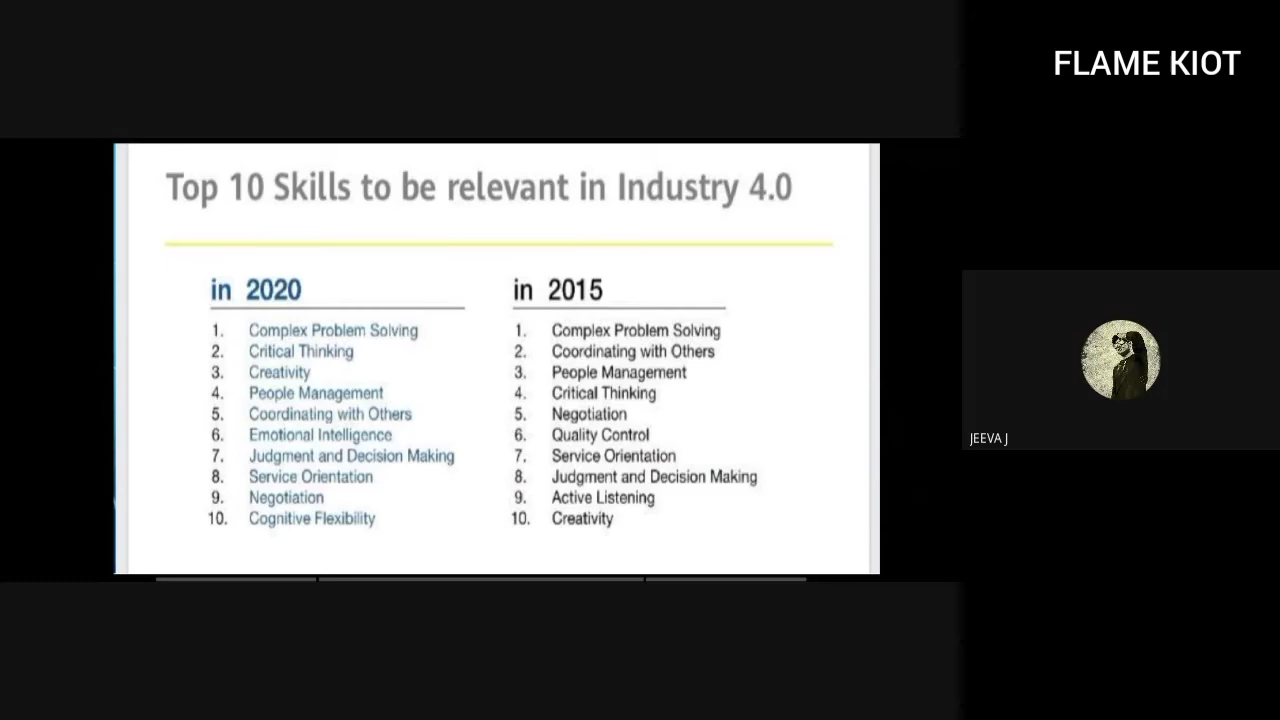 FLAME KIOT
Top 10 Skills to be relevant in Industry 4.0
in 2020
1. Complex Problem Solving
2. Critical Thinking
3. Creativity
4. People Management
5. Coordinating with Others
6. Emotional Intelligence
7. Judgment and Decision Making
8. Service Orientation
9. Negotiation
10. Cognitive Flexibility
in 2015
1. Complex Problem Solving
2. Coordinating with Others
3. People Management
4. Critical Thinking
5. Negotiation
6. Quality Control
7. Service Orientation
8. Judgment and Decision Making
9. Active Listening
10. Creativity
JEEVA J